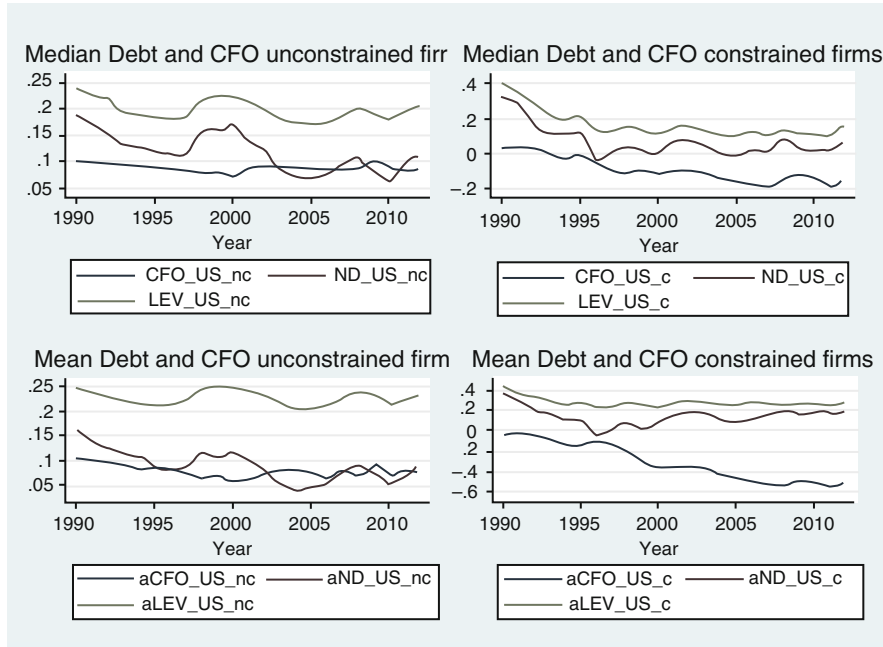 Median Debt and CFO unconstrained firr
.25
.2
.15
.1
.05
1990 1995 2000 2005 2010
Year
CFO_US_nc ND_US_nc
LEV_US_nc
Median Debt and CFO constrained firms
.4
.2
0
–.2
1990 1995 2000 2005 2010
Year
CFO_US_c ND_US_c
LEV_US_c
Mean Debt and CFO unconstrained firm
.25
.2
.15
.1
.05
1990 1995 2000 2005 2010
Year
aCFO_US_nc aND_US_nc
aLEV_US_nc
Mean Debt and CFO constrained firms
.4
.2
0
.2
–.4
–.6
1990 1995 2000 2005 2010
Year
aCFO_US_c aND_US_c
aLEV_US_c